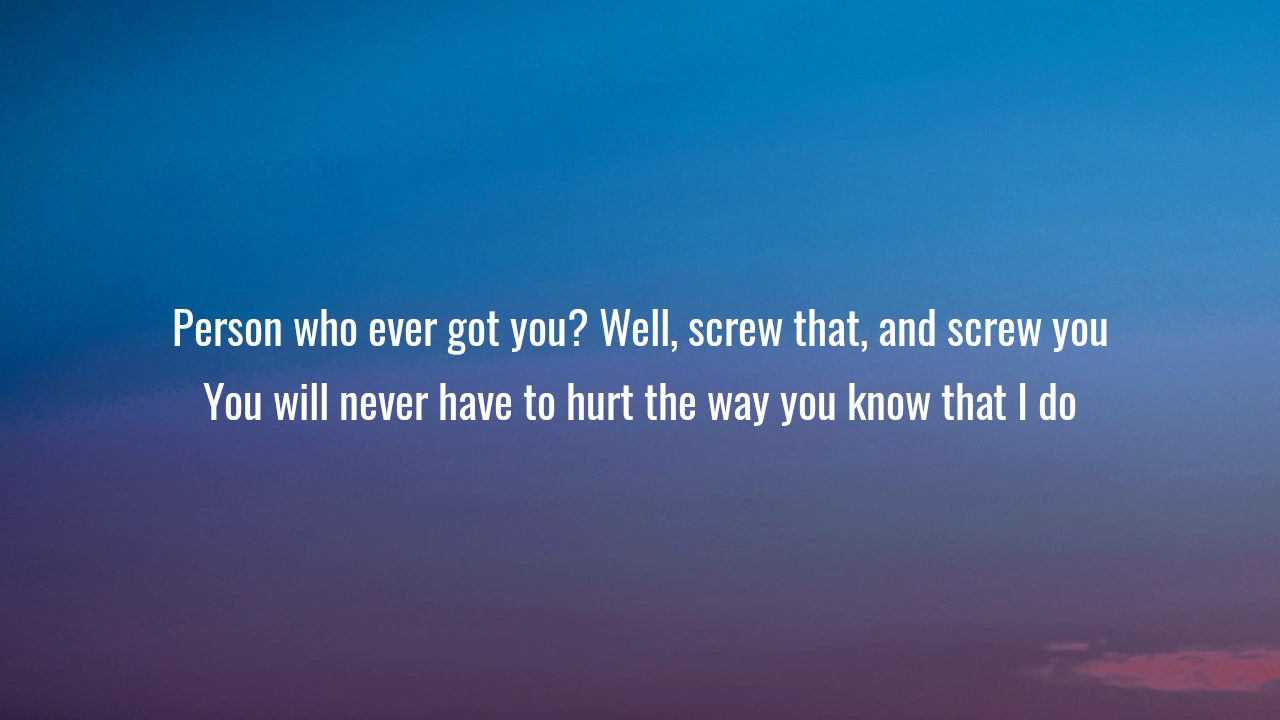 Person who ever got you? Well, screw that, and screw you
You will never have to hurt the way you know that I do